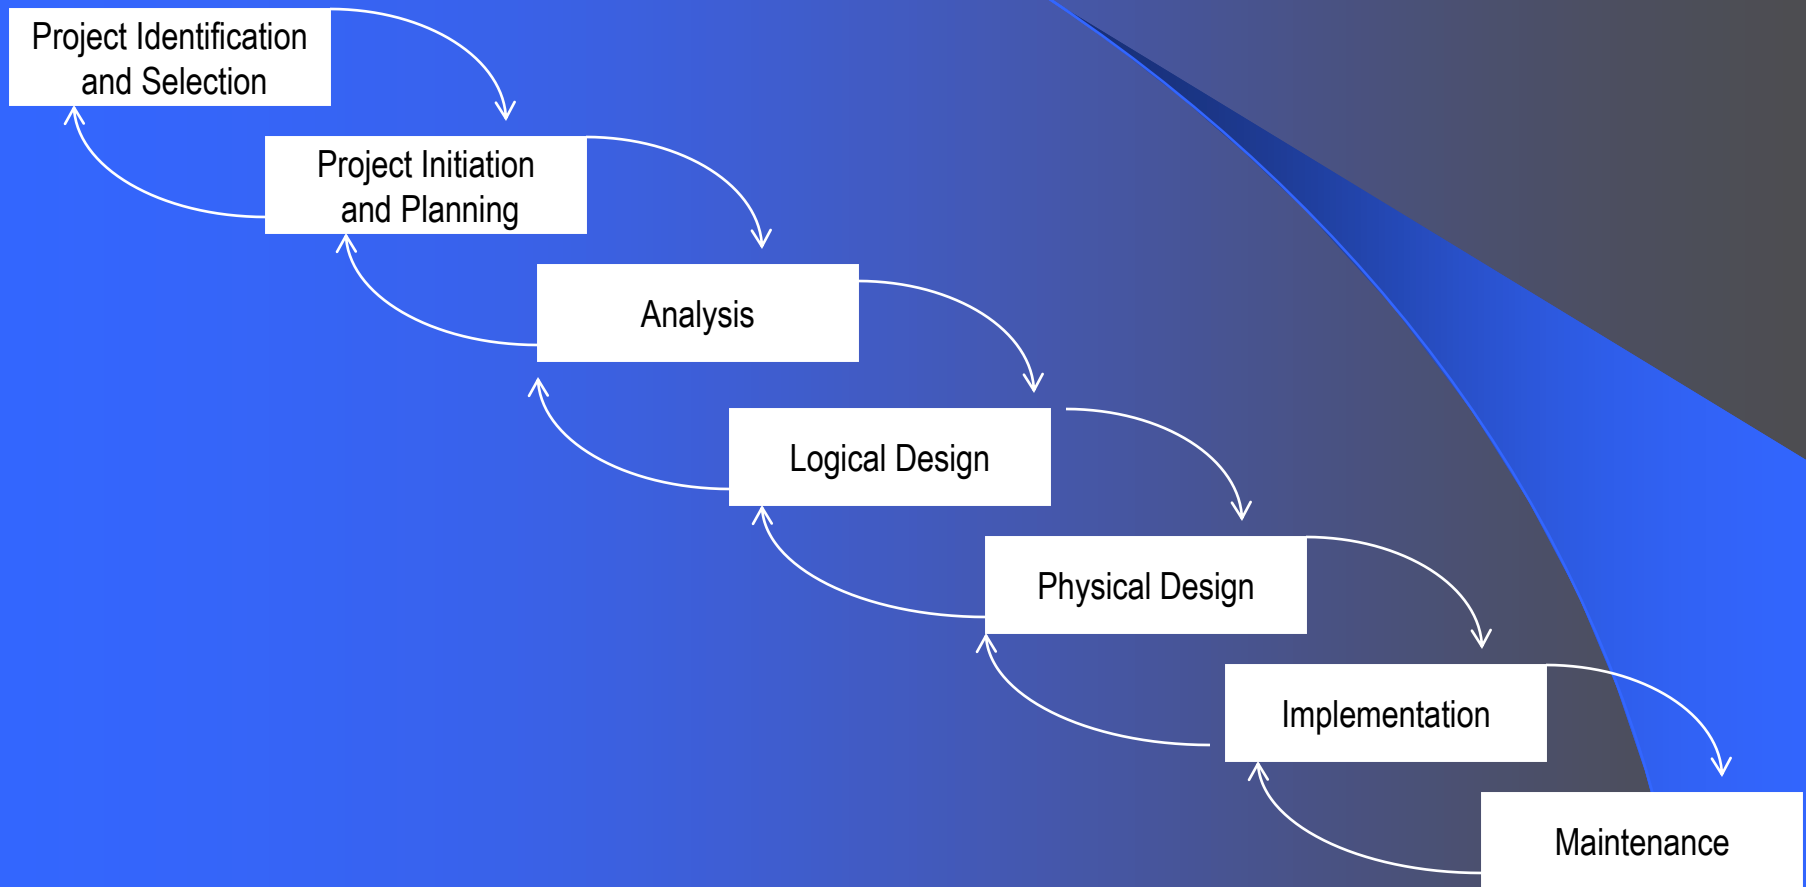 Project Identification
and Selection
Project Initiation
and Planning
Analysis
Logical Design
Physical Design
Implementation
Maintenance